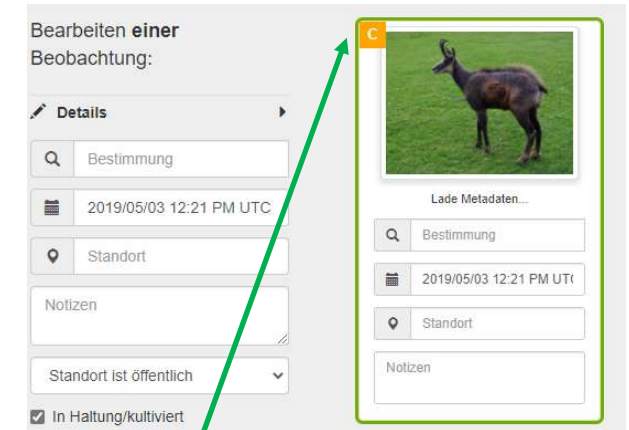 Bearbeiten einer
Beobachtung:
Details
Bestimmung
2019/05/03 12:21 PM UTC
Standort
Notizen
Standort ist öffentlich
In Haltung/kultiviert
C
Lade Metadaten...
Bestimmung
2019/05/03 12:21 PM UT
Standort
Notizen